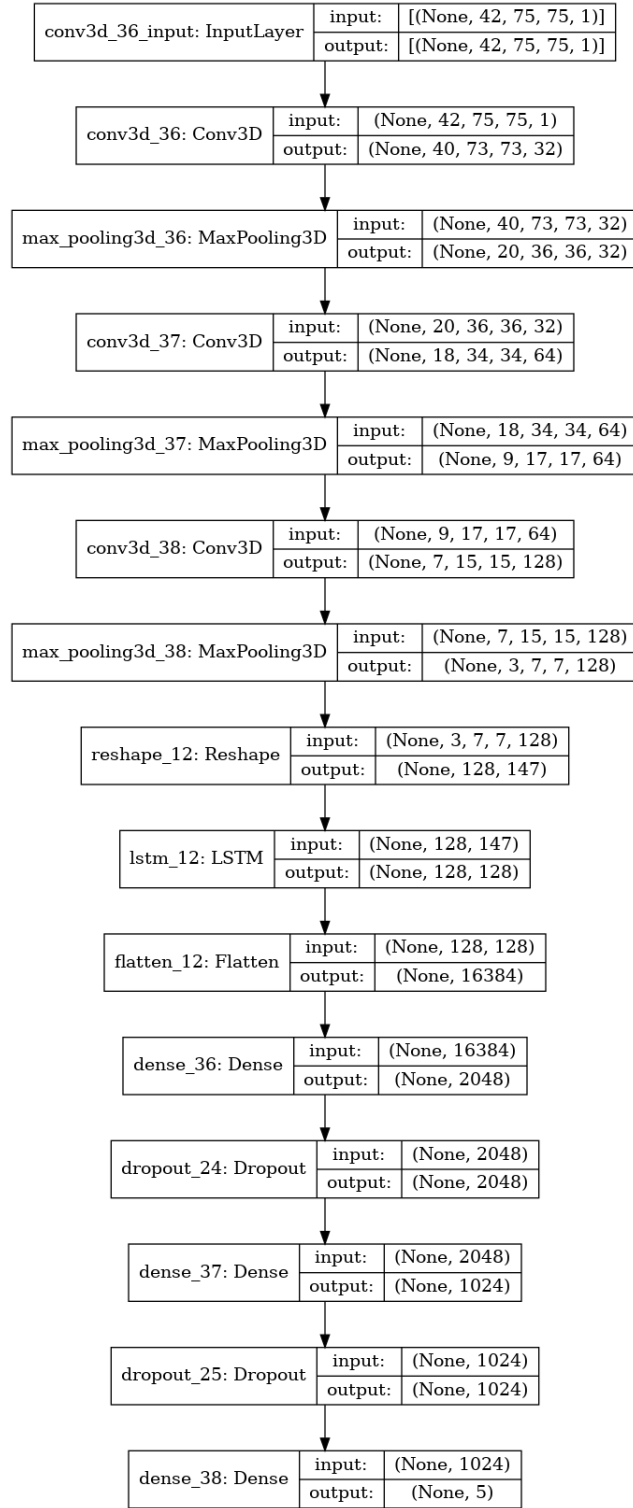 conv3d_36_input: InputLayer
input: [(None, 42, 75, 75, 1)]
output: [(None, 42, 75, 75, 1)]
conv3d_36: Conv3D
input: (None, 42, 75, 75, 1)
output: (None, 40, 73, 73, 32)
max_pooling3d_36: MaxPooling3D
input: (None, 40, 73, 73, 32)
output: (None, 20, 36, 36, 32)
conv3d_37: Conv3D
input: (None, 20, 36, 36, 32)
output: (None, 18, 34, 34, 64)
max_pooling3d_37: MaxPooling3D
input: (None, 18, 34, 34, 64)
output: (None, 9, 17, 17, 64)
conv3d_38: Conv3D
input: (None, 9, 17, 17, 64)
output: (None, 7, 15, 15, 128)
max_pooling3d_38: MaxPooling3D
input: (None, 7, 15, 15, 128)
output: (None, 3, 7, 7, 128)
reshape_12: Reshape
input: (None, 3, 7, 7, 128)
output: (None, 128, 147)
lstm_12: LSTM
input: (None, 128, 147)
output: (None, 128, 128)
flatten_12: Flatten
input: (None, 128, 128)
output: (None, 16384)
dense_36: Dense
input: (None, 16384)
output: (None, 2048)
dropout_24: Dropout
input: (None, 2048)
output: (None, 2048)
dense_37: Dense
input: (None, 2048)
output: (None, 1024)
dropout_25: Dropout
input: (None, 1024)
output: (None, 1024)
dense_38: Dense
input: (None, 1024)
output: (None, 5)